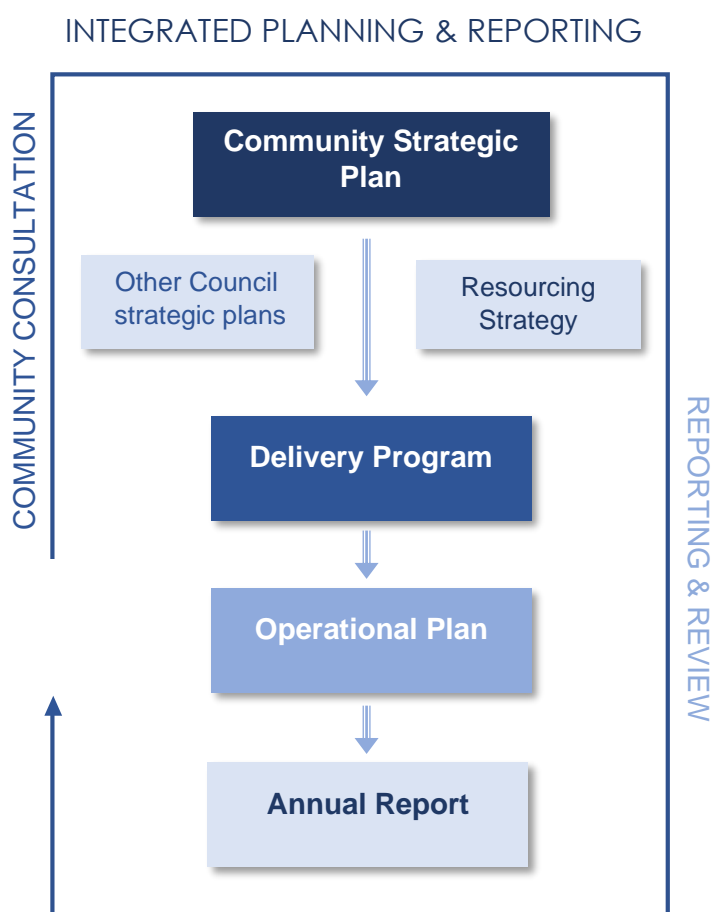 INTEGRATED PLANNING & REPORTING
COMMUNITY CONSULTATION
Community Strategic
Plan
Other Council
strategic plans
Resourcing
Strategy
Delivery Program
Operational Plan
Annual Report
REPORTING & REVIEW